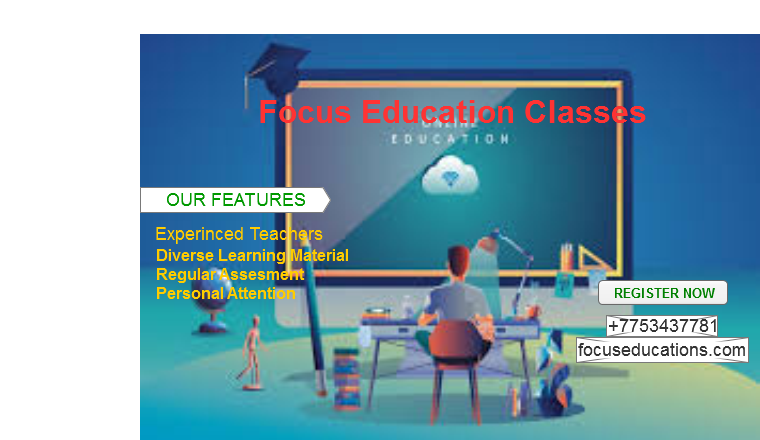 Focus Education Classes
ONLINE
EDUCATION
OUR FEATURES
Experinced Teachers
Diverse Learning Material
Regular Assesment
Personal Attention
REGISTER NOW
+7753437781
focuseducations.com